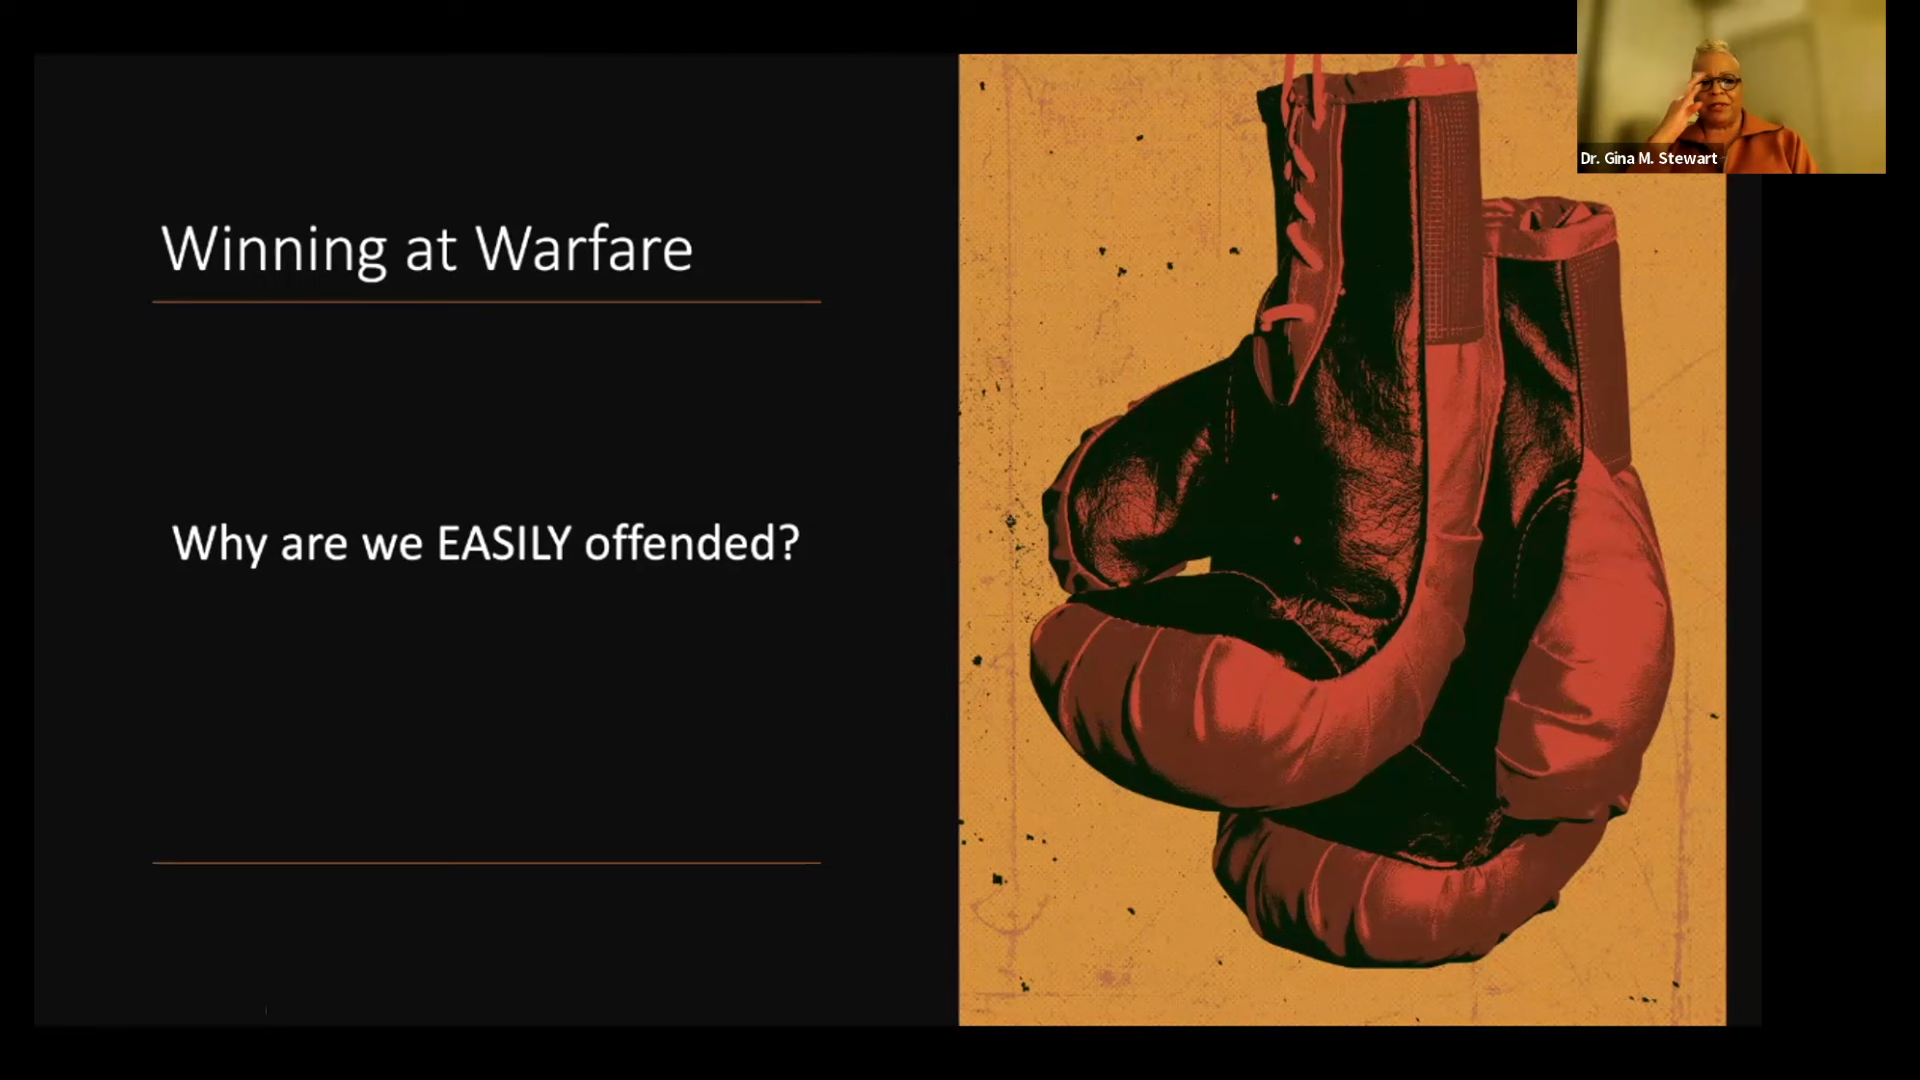 Winning at Warfare
Why are we EASILY offended?
Dr. Gina M. Stewart